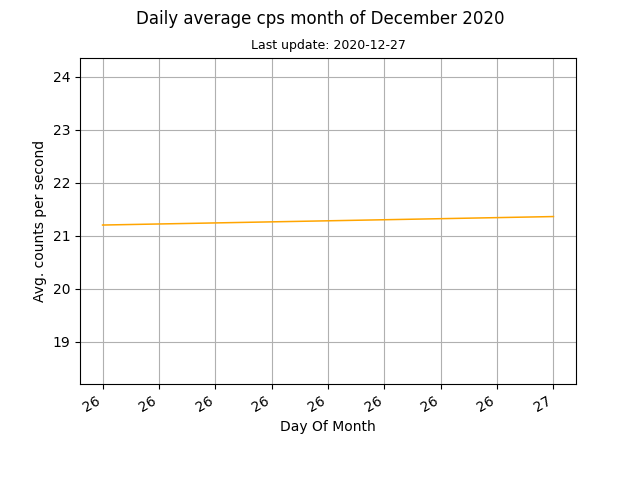 Daily average cps month of December 2020
Last update: 2020-12-27
24
23
22
21
20
19
Avg. counts per second
26 26 26 26 26 26 26 26 27
Day Of Month